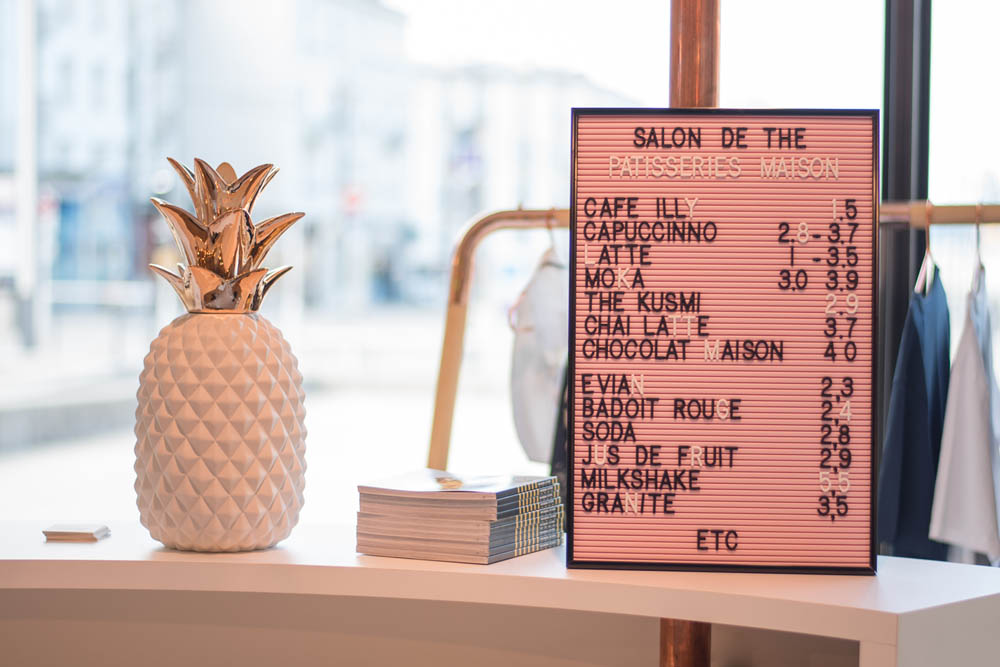 SALON DE THE
PATISSERIES MAISON
CAFE ILLY 1.5
CAPUCCINNO 2,8-3,7
LATTE 1-3,5
MOKA 3.0 3,9
THE KUSMI 2.9
CHAI LATTE 3,7
CHOCOLAT MAISON 4.0
EVIAN 2,3
BADOIT ROUGE 2,4
SODA 2,8
JUS DE FRUIT 2,9
MILKSHAKE 5,5
GRANITE 3,5
ETC